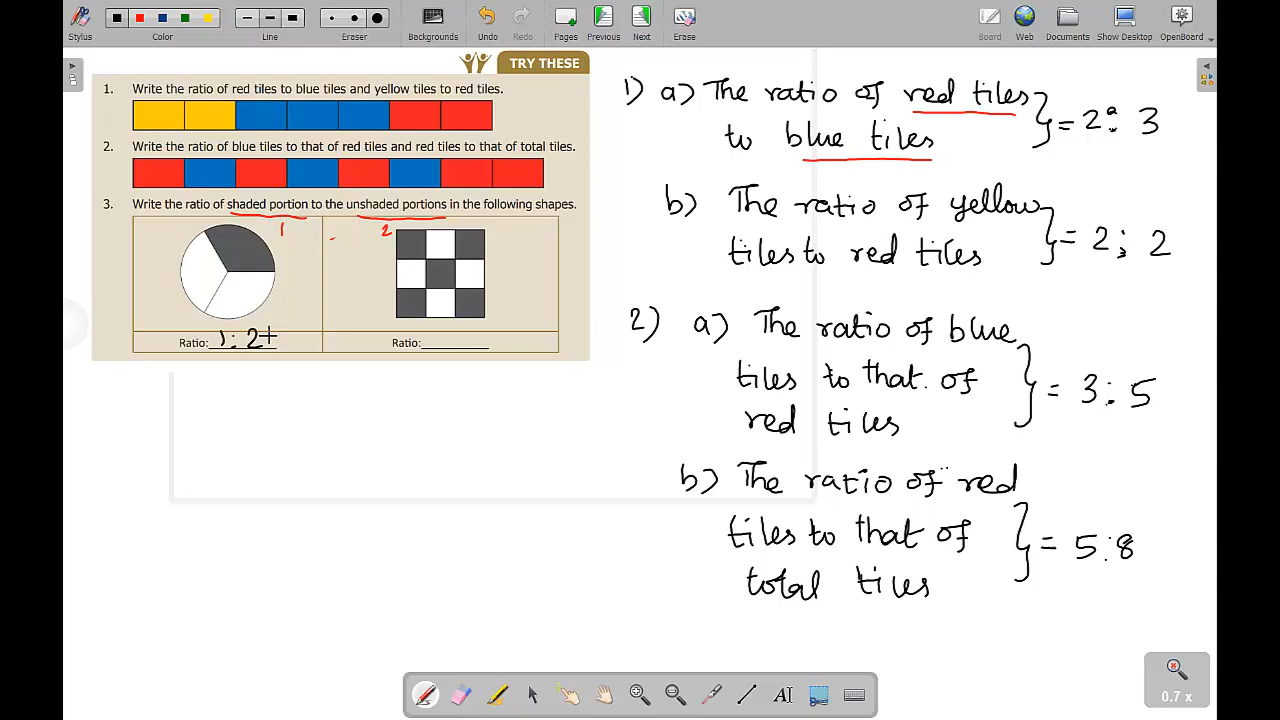 Stylus
Color
Line
Eraser
Backgrounds
Undo
Redo
Pages
Previous
Next
Erase
Board
Web
Documents
Show Desktop
OpenBoard
TRY THESE
1. Write the ratio of red tiles to blue tiles and yellow tiles to red tiles.
2. Write the ratio of blue tiles to that of red tiles and red tiles to that of total tiles.
3. Write the ratio of shaded portion to the unshaded portions in the following shapes.
1
2
Ratio: 1 : 2
Ratio:
1) a) The ratio of red tiles
to blue tiles } = 2 : 3
b) The ratio of yellow
tiles to red tiles } = 2 : 2
2) a) The ratio of blue
tiles to that of
red tiles } = 3 : 5
b) The ratio of red
tiles to that of
total tiles } = 5 : 8
AI
0.7 x